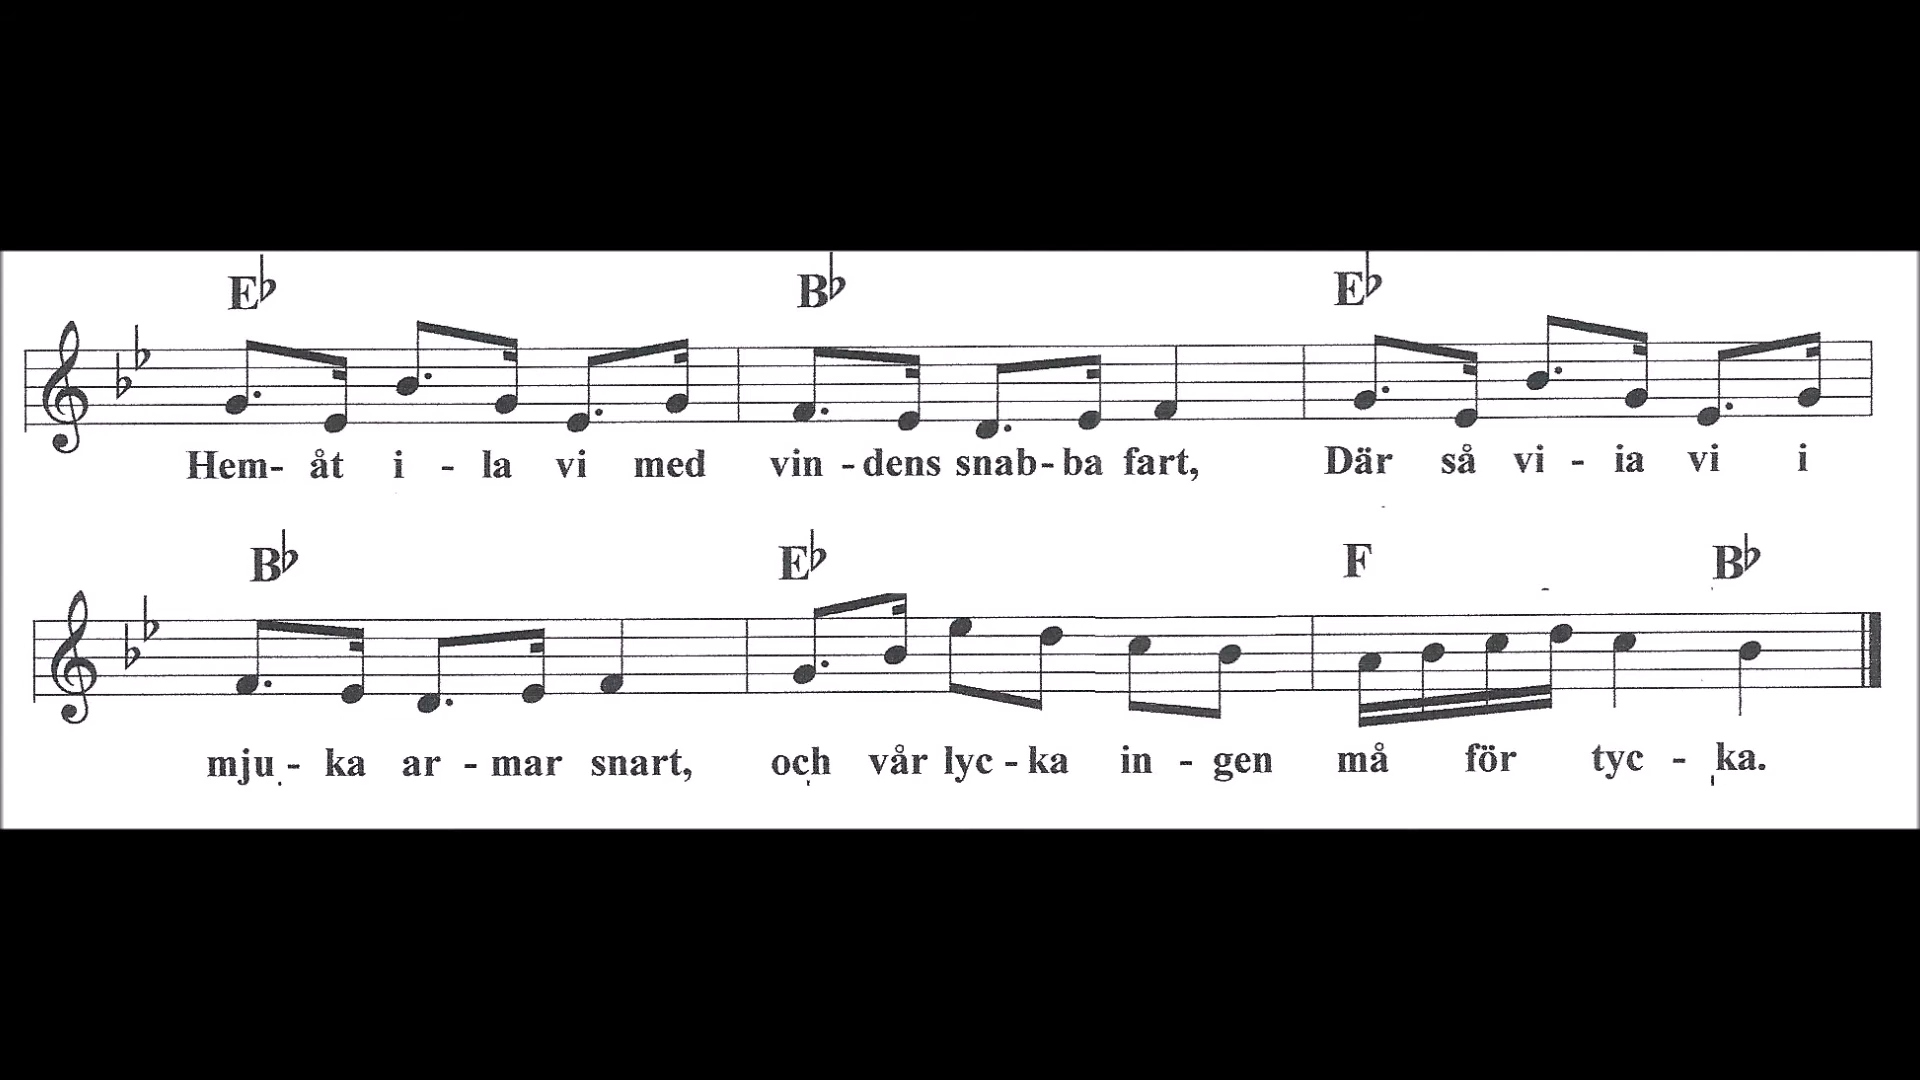 E♭ B♭ E♭
Hem- åt i - la vi med vin - dens snab - ba fart, Där så vi - ia vi i
B♭ E♭ F B♭
mju - ka ar - mar snart, och vår lyc - ka in - gen må för tyc - ka.